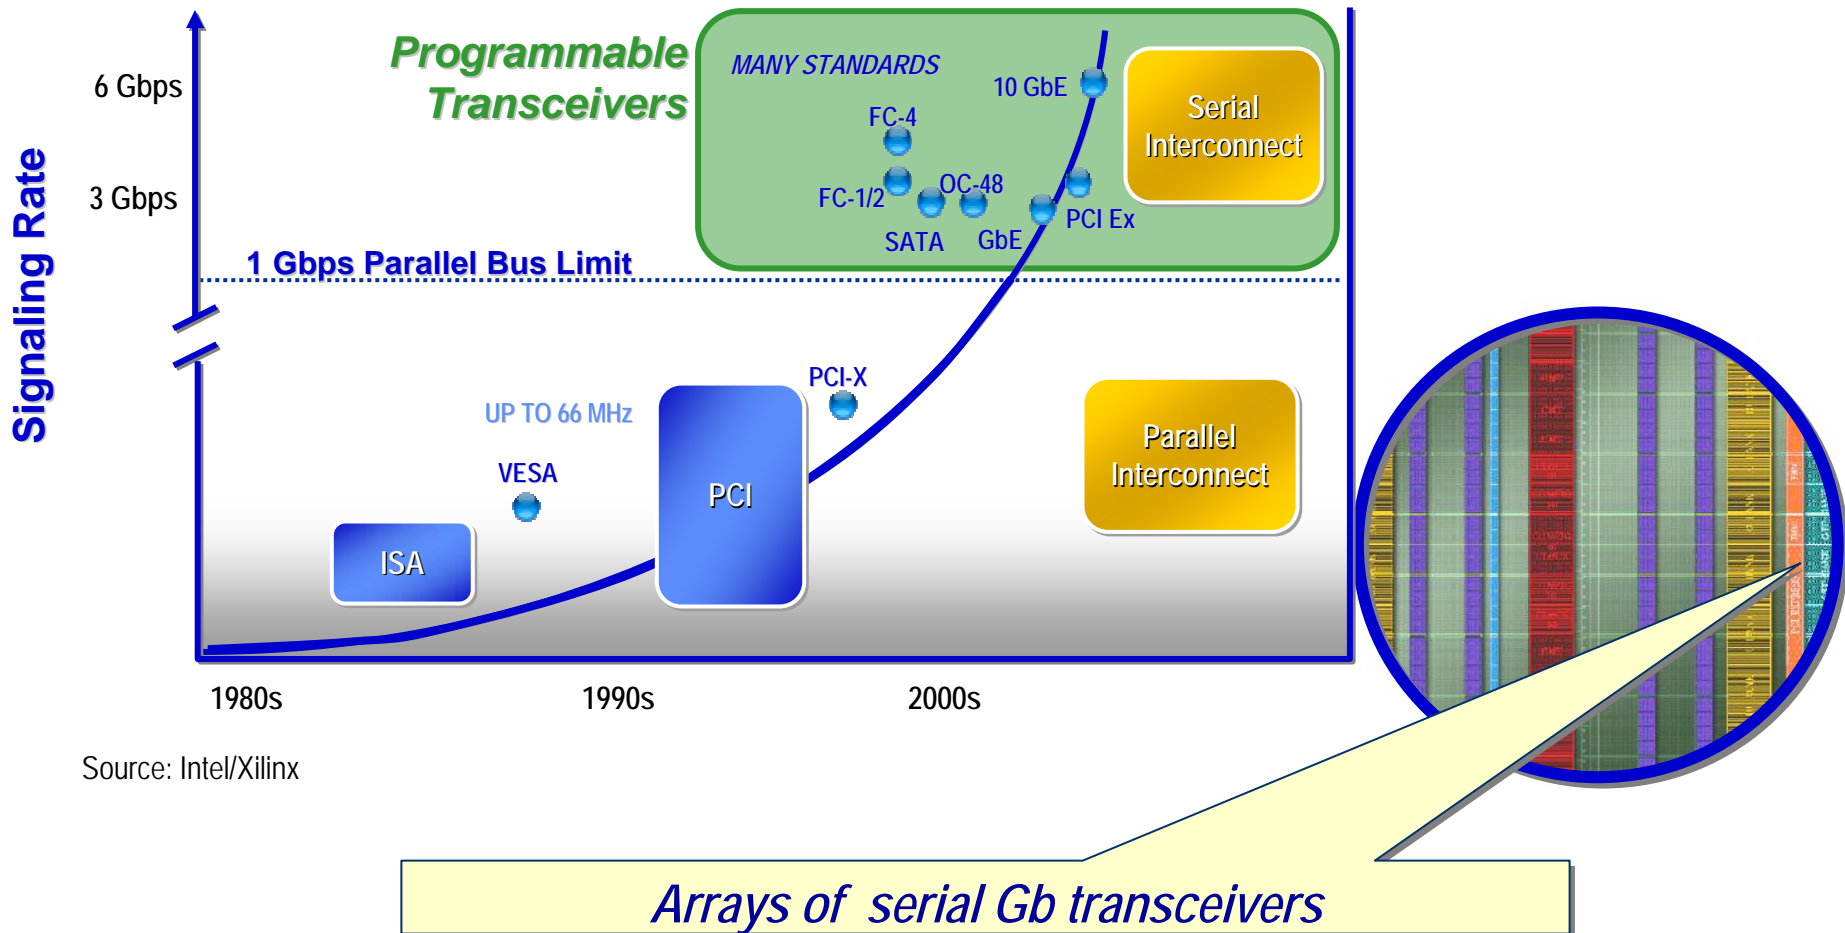 Programmable
Transceivers
MANY STANDARDS
6 Gbps
10 GbE
Serial
Interconnect
FC-4
3 Gbps
FC-1/2
OC-48
PCI Ex
SATA
GbE
Signaling Rate
1 Gbps Parallel Bus Limit
PCI-X
UP TO 66 MHz
VESA
PCI
Parallel
Interconnect
ISA
1980s
1990s
2000s
Source: Intel/Xilinx
Arrays of serial Gb transceivers